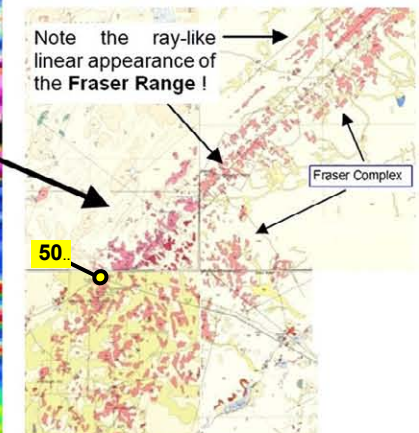 Note the ray-like
linear appearance of
the Fraser Range !
Fraser Complex
50..